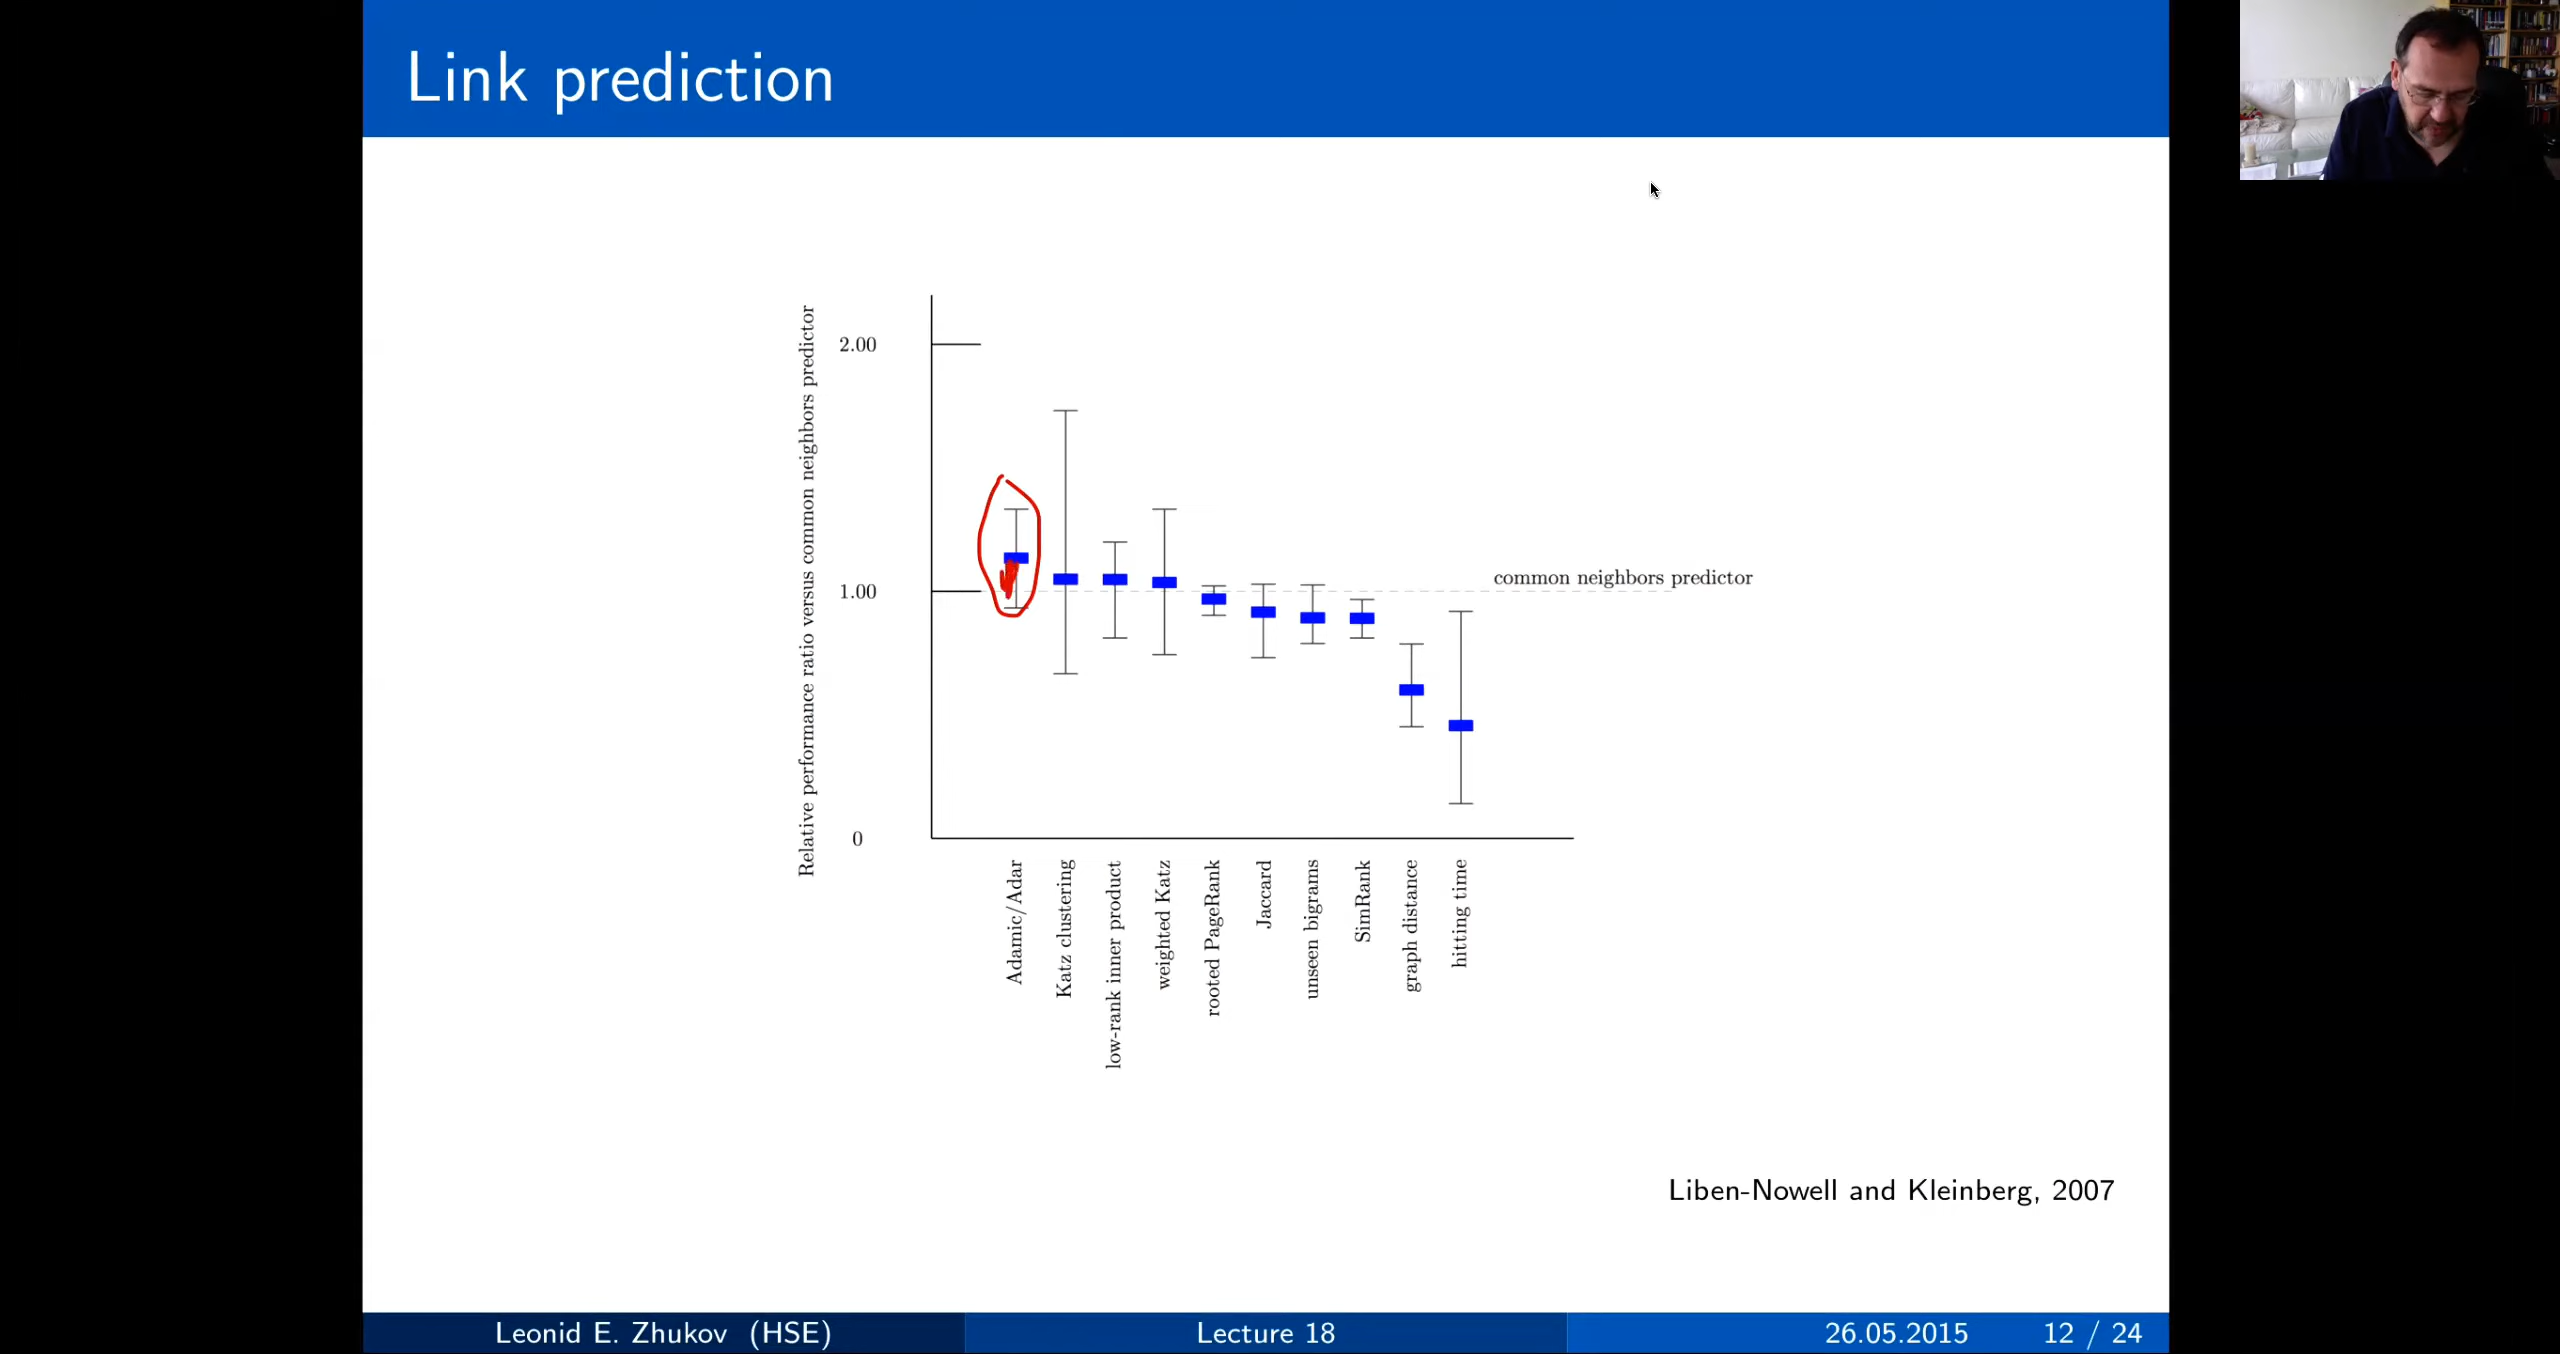 Link prediction
Relative performance ratio versus common neighbors predictor
2.00
1.00
0
common neighbors predictor
Adamic/Adar
Katz clustering
low-rank inner product
weighted Katz
rooted PageRank
Jaccard
unseen bigrams
SimRank
graph distance
hitting time
Liben-Nowell and Kleinberg, 2007
Leonid E. Zhukov (HSE) Lecture 18 26.05.2015 12 / 24